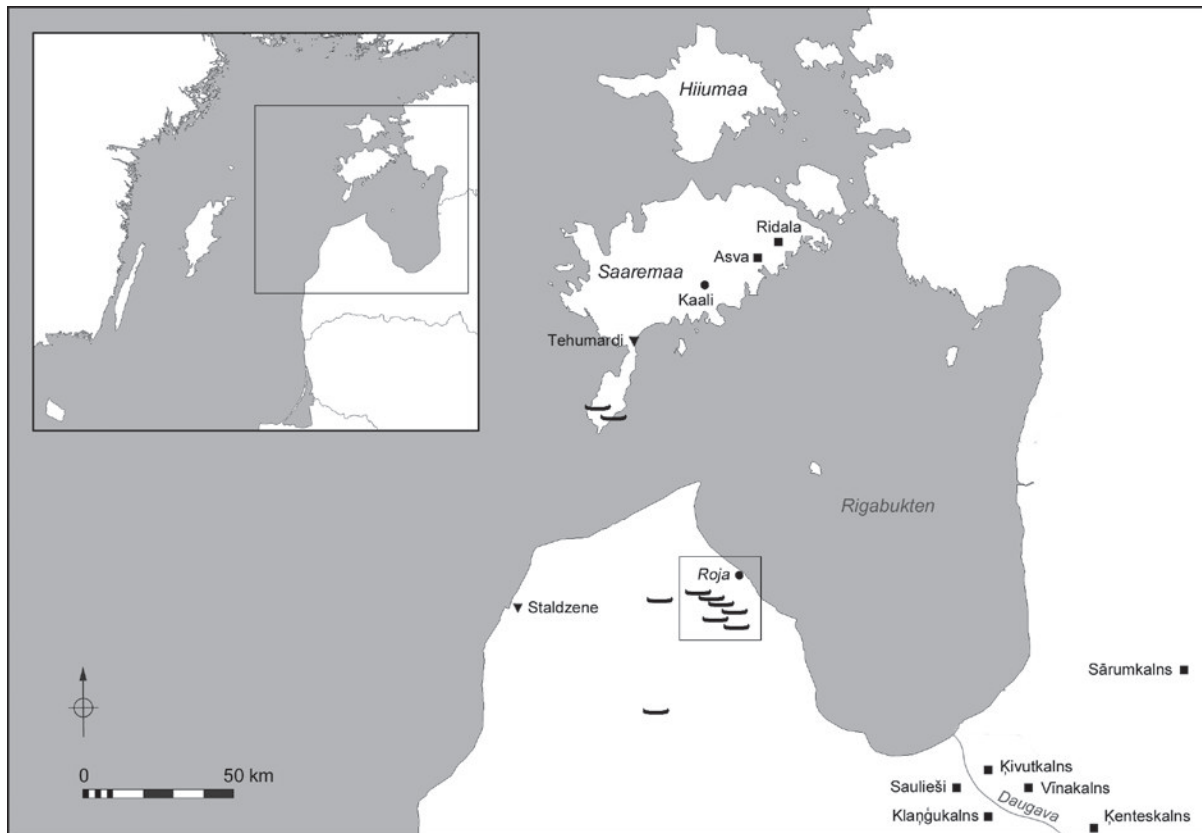 Hiiumaa
Ridala
Asva
Saaremaa
Kaali
Tehumardi
Rigabukten
Roja
Staldzene
Sārumkalns
0
50 km
Ķivutkalns
Saulieši
Vīnakalns
Daugava
Klaņģukalns
Ķenteskalns